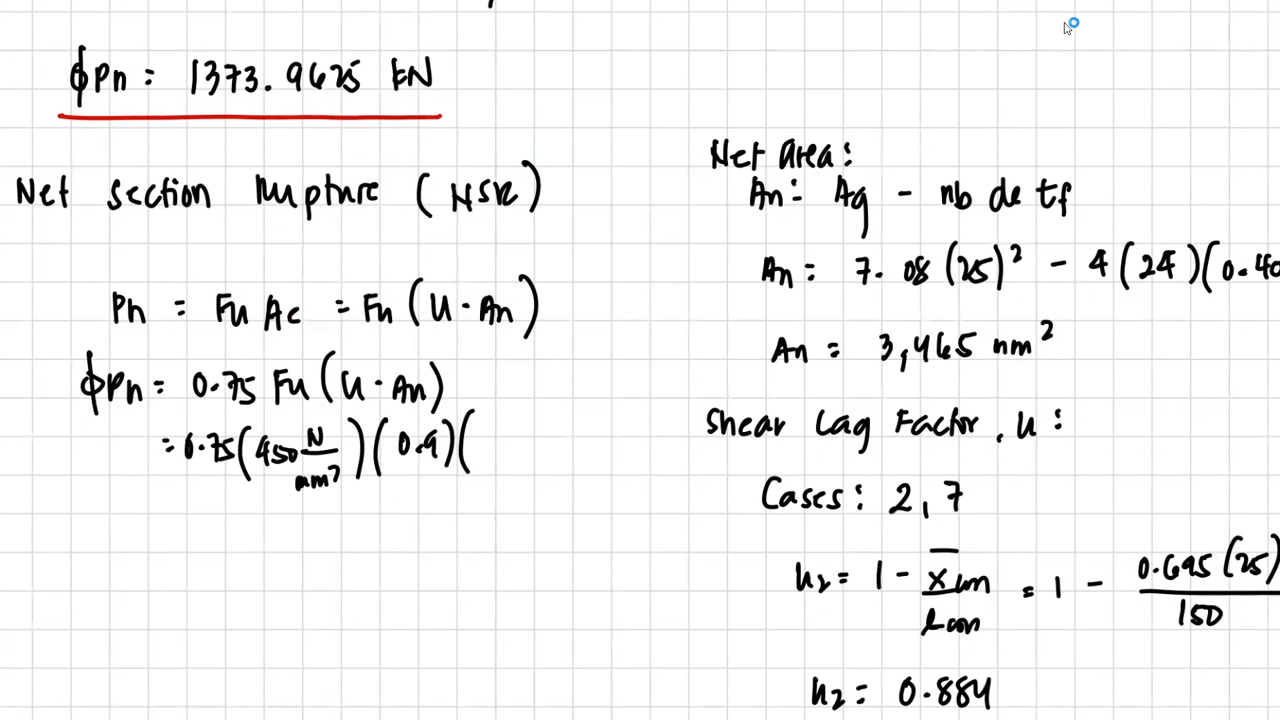 ϕPn = 1373.9625 kN
Net section Rupture (NSR)
Pn = Fu Ac = Fu (U · An)
ϕPn = 0.75 Fu (U · An)
= 0.75 (450 N/mm²) (0.9) (
Net area:
An = Ag - nb de tf
An = 7.08 (25)² - 4 (24) (0.40
An = 3,465 mm²
Shear Lag Factor, U:
Cases: 2, 7
U₂ = 1 - x̄con/Lcon = 1 - 0.695 (25)/150
U₂ = 0.884